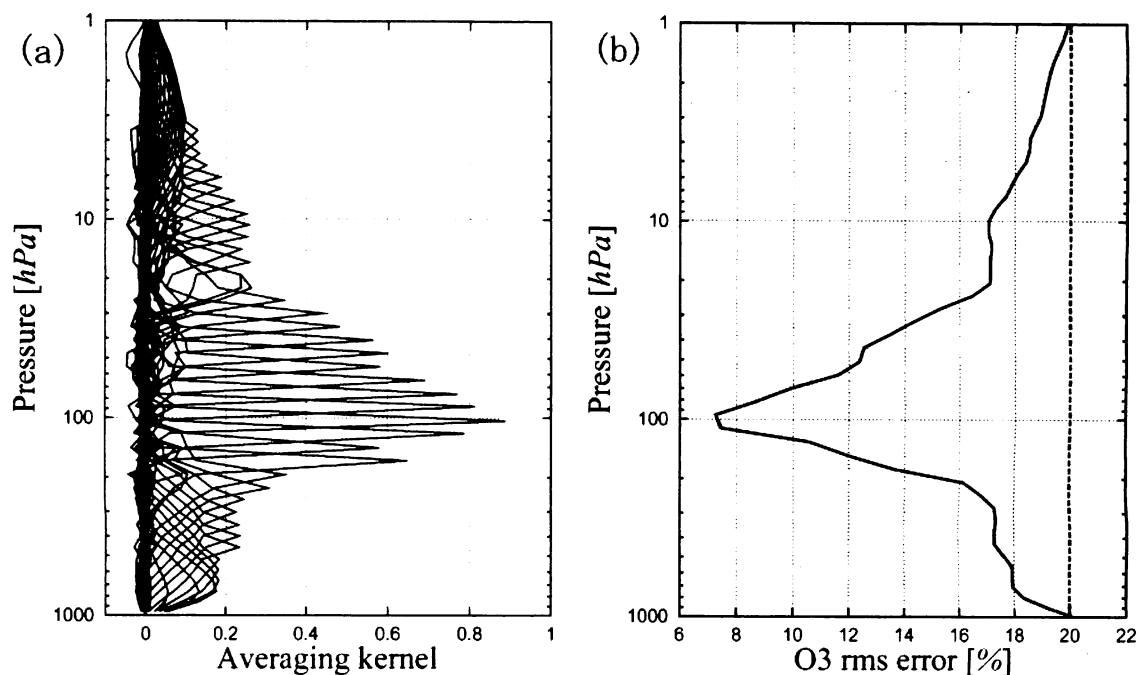 (a)
Pressure [hPa]
1
10
100
1000
0 0.2 0.4 0.6 0.8 1
Averaging kernel
(b)
Pressure [hPa]
1
10
100
1000
6 8 10 12 14 16 18 20 22
O3 rms error [%]